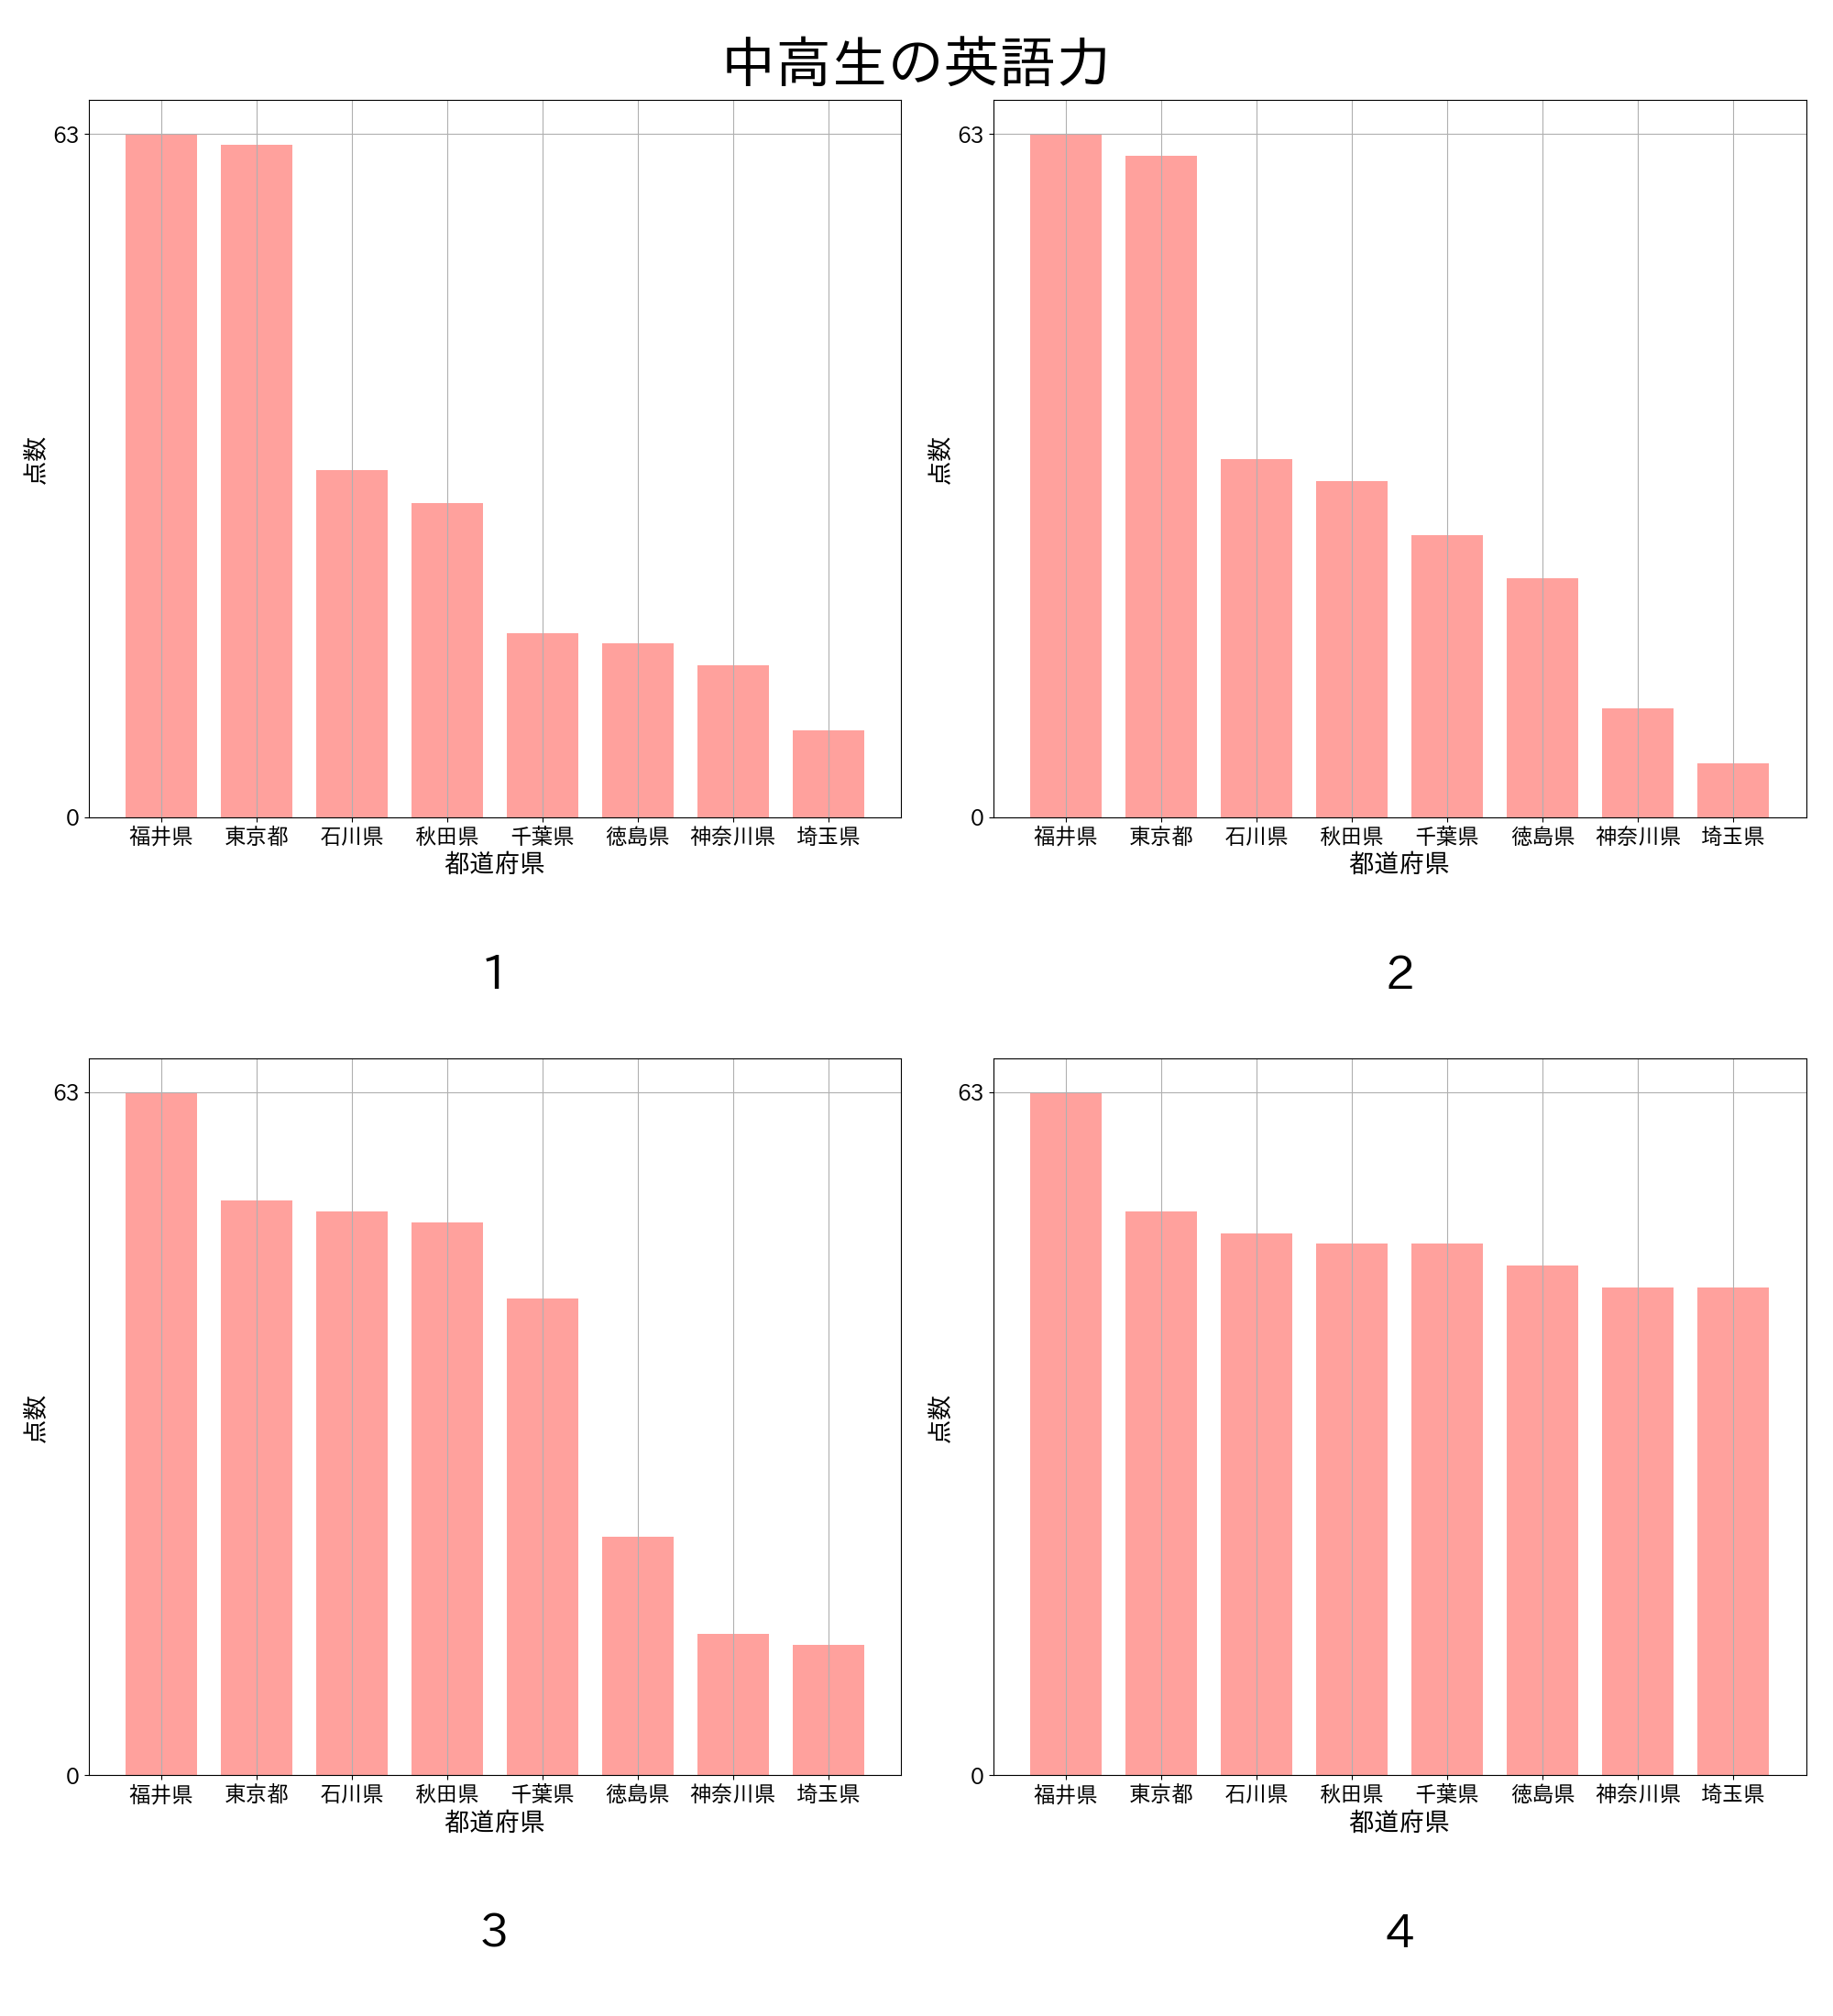 中高生の英語力
63
点数
0
福井県 東京都 石川県 秋田県 千葉県 徳島県 神奈川県 埼玉県
都道府県
1
63
点数
0
福井県 東京都 石川県 秋田県 千葉県 徳島県 神奈川県 埼玉県
都道府県
2
63
点数
0
福井県 東京都 石川県 秋田県 千葉県 徳島県 神奈川県 埼玉県
都道府県
3
63
点数
0
福井県 東京都 石川県 秋田県 千葉県 徳島県 神奈川県 埼玉県
都道府県
4